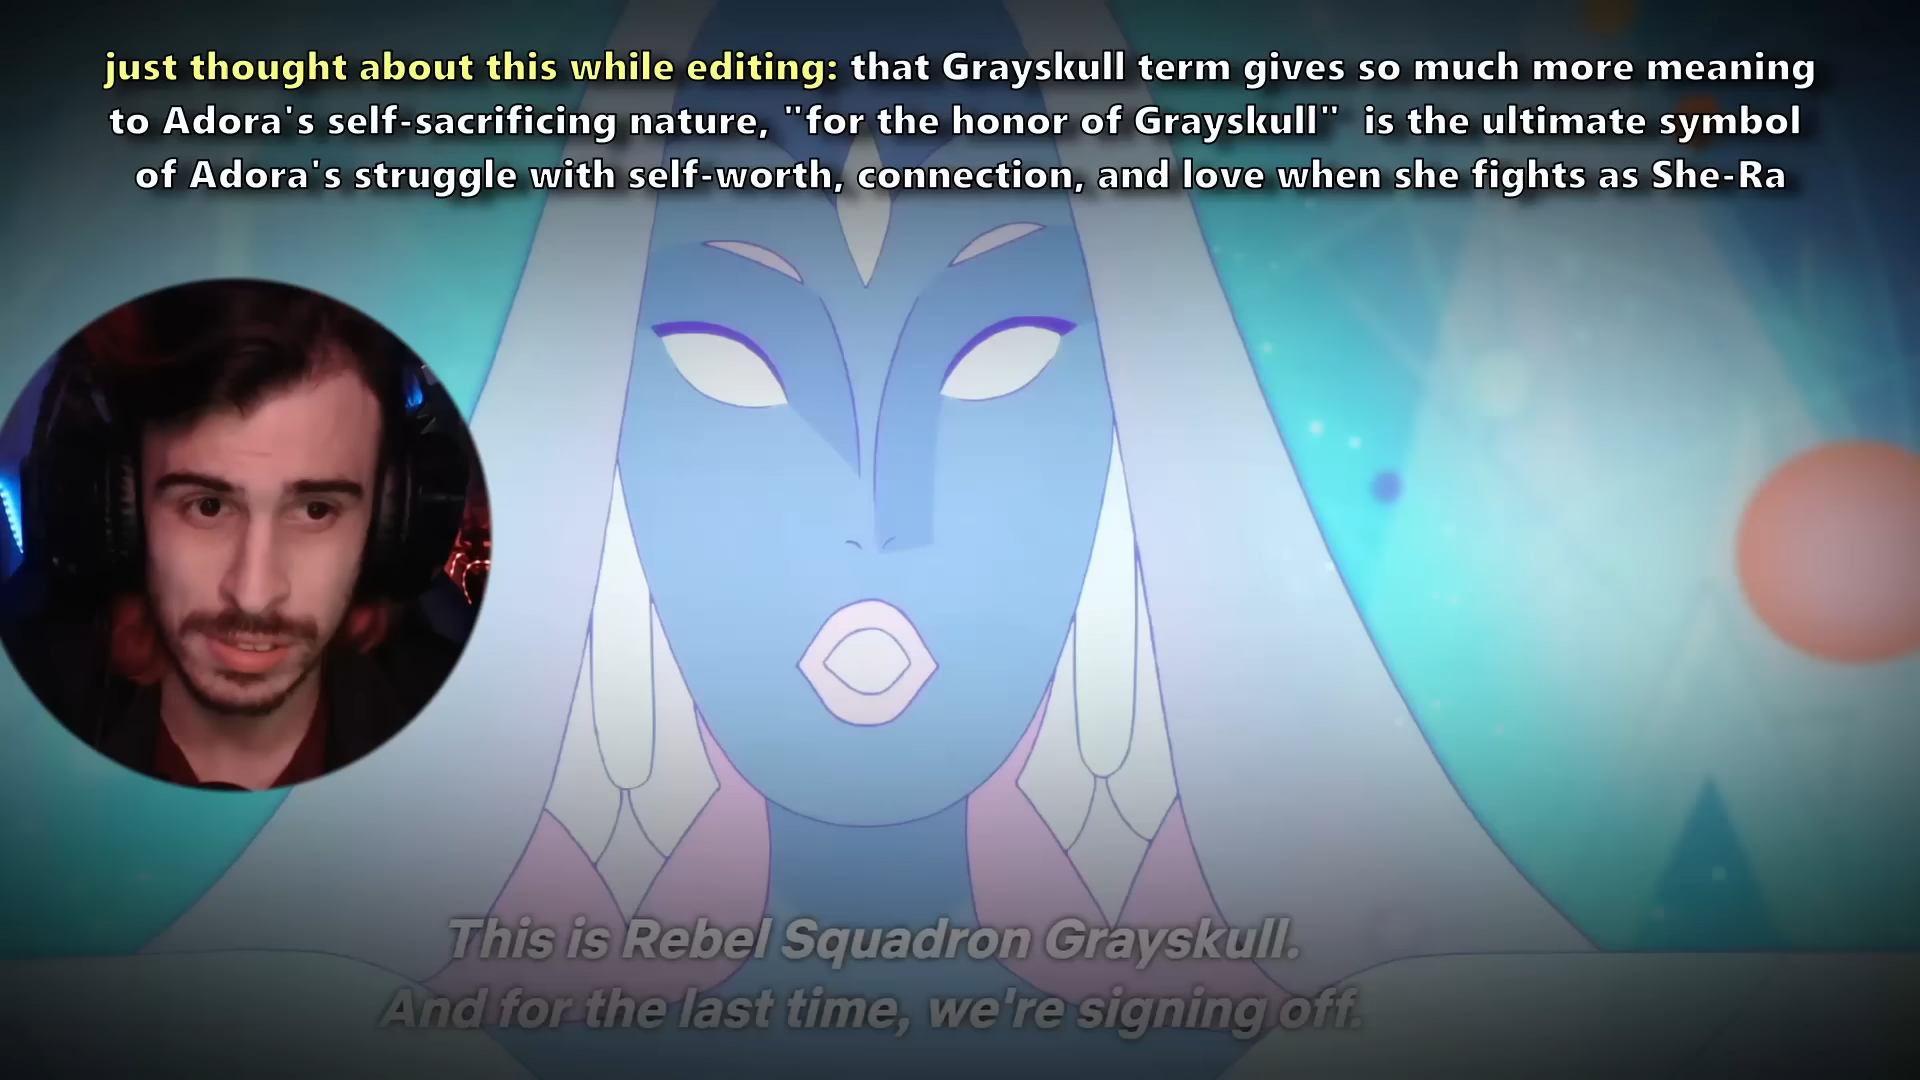 just thought about this while editing: that Grayskull term gives so much more meaning
to Adora's self-sacrificing nature, "for the honor of Grayskull" is the ultimate symbol
of Adora's struggle with self-worth, connection, and love when she fights as She-Ra
This is Rebel Squadron Grayskull.
And for the last time, we're signing off.